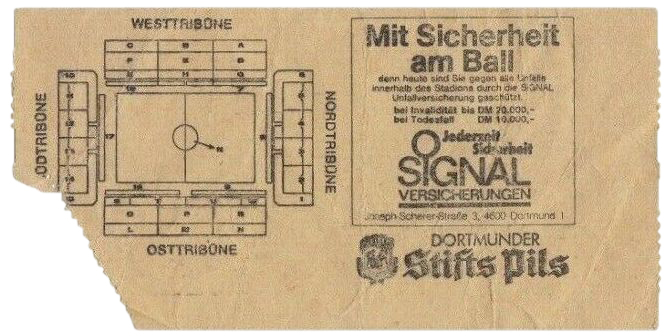 WESTTRIBÜNE
C B A
F E D
ÜDTRIBÜNE
17
N
NORDTRIBÜNE
O P Q
L M N
OSTTRIBÜNE
Mit Sicherheit
am Ball
denn heute sind Sie gegen alle Unfälle
innerhalb des Stadions durch die SIGNAL
Unfallversicherung geschützt.
bei Invalidität bis DM 20.000,-
bei Todesfall DM 10.000,-
Jederzeit
Sicherheit
SIGNAL
VERSICHERUNGEN
Joseph-Scherer-Straße 3, 4600 Dortmund 1
DORTMUNDER
Stifts Pils